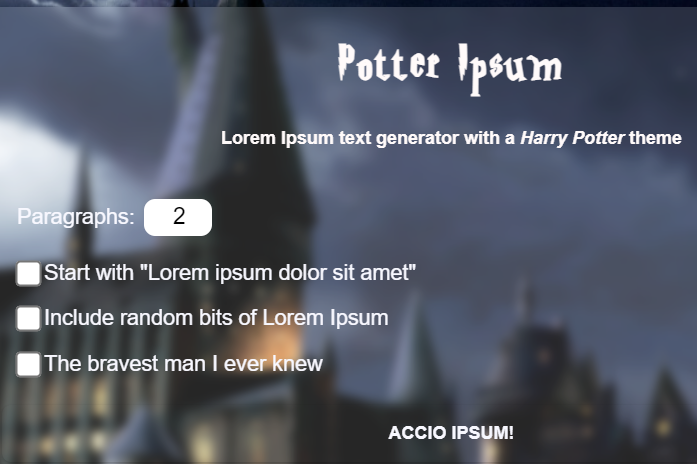 Potter Ipsum
Lorem Ipsum text generator with a Harry Potter theme
Paragraphs: 2
Start with "Lorem ipsum dolor sit amet"
Include random bits of Lorem Ipsum
The bravest man I ever knew
ACCIO IPSUM!